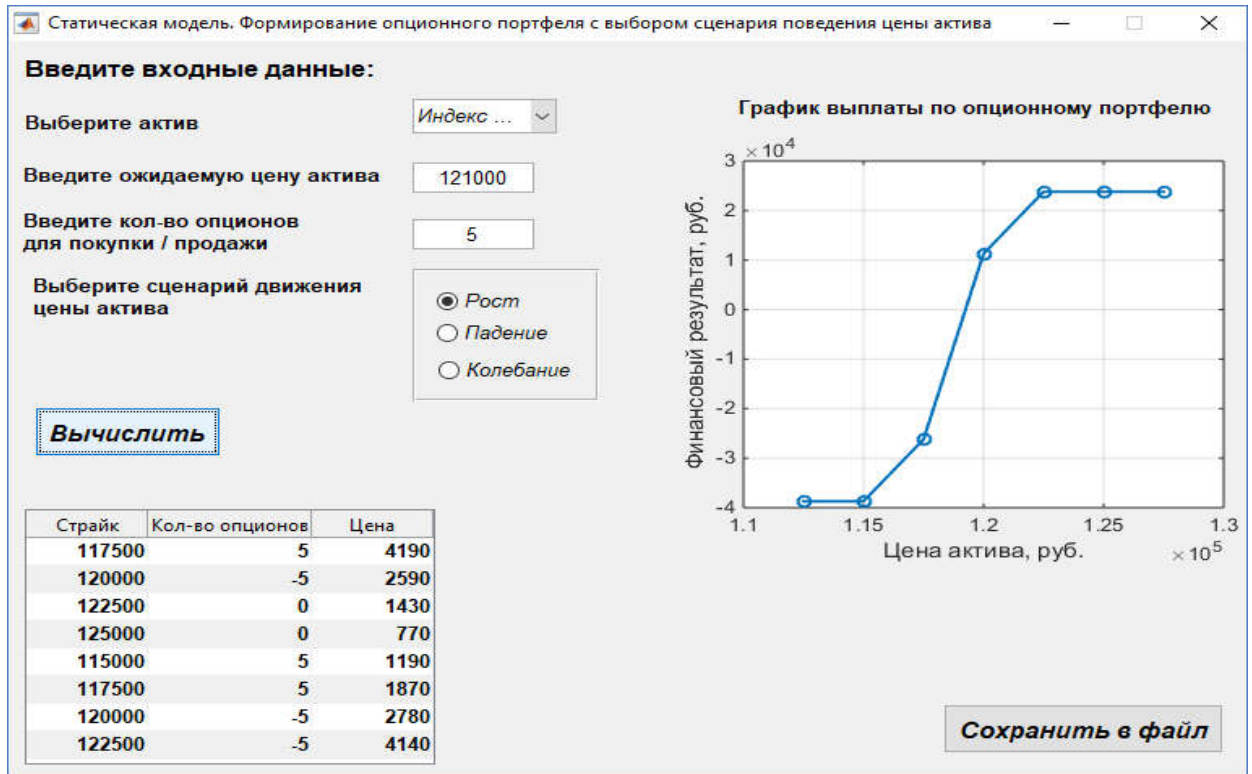 Статическая модель. Формирование опционного портфеля с выбором сценария поведения цены актива
Введите входные данные:
Выберите актив
Индекс ...
Введите ожидаемую цену актива
121000
Введите кол-во опционов
для покупки / продажи
5
Выберите сценарий движения
цены актива
Рост
Падение
Колебание
Вычислить
Страйк Кол-во опционов Цена
117500 5 4190
120000 -5 2590
122500 0 1430
125000 0 770
115000 5 1190
117500 5 1870
120000 -5 2780
122500 -5 4140
График выплаты по опционному портфелю
× 10^4
3
2
1
0
-1
-2
-3
-4
Финансовый результат, руб.
1.1 1.15 1.2 1.25 1.3
Цена актива, руб.
× 10^5
Сохранить в файл